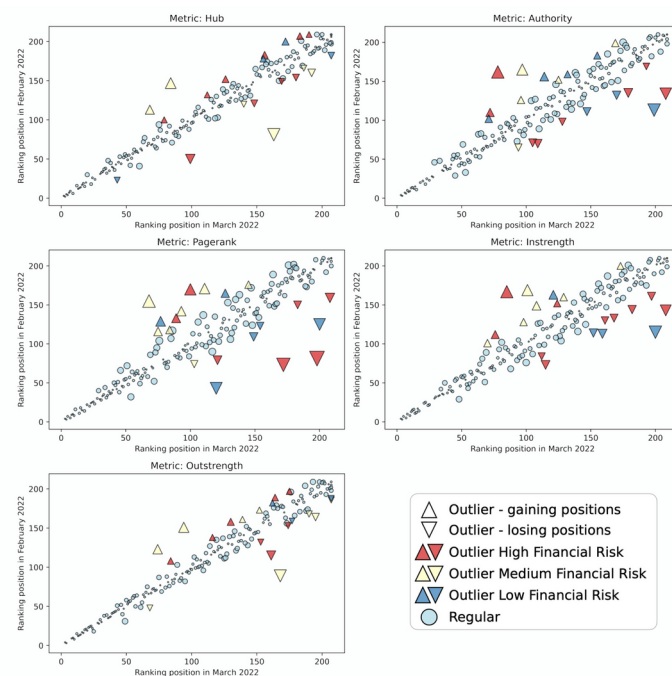 Metric: Hub
200
150
100
50
0
Ranking position in February 2022
0 50 100 150 200
Ranking position in March 2022
Metric: Authority
200
150
100
50
0
Ranking position in February 2022
0 50 100 150 200
Ranking position in March 2022
Metric: Pagerank
200
150
100
50
0
Ranking position in February 2022
0 50 100 150 200
Ranking position in March 2022
Metric: Instrength
200
150
100
50
0
Ranking position in February 2022
0 50 100 150 200
Ranking position in March 2022
Metric: Outstrength
200
150
100
50
0
Ranking position in February 2022
0 50 100 150 200
Ranking position in March 2022
Outlier - gaining positions
Outlier - losing positions
Outlier High Financial Risk
Outlier Medium Financial Risk
Outlier Low Financial Risk
Regular